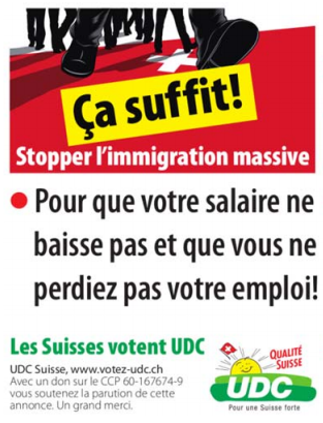 Ça suffit!
Stopper l'immigration massive
• Pour que votre salaire ne
baisse pas et que vous ne
perdiez pas votre emploi!
Les Suisses votent UDC
UDC Suisse, www.votez-udc.ch
Avec un don sur le CCP 60-167674-9
vous soutenez la parution de cette
annonce. Un grand merci.
QUALITÉ
SUISSE
UDC
Pour une Suisse forte